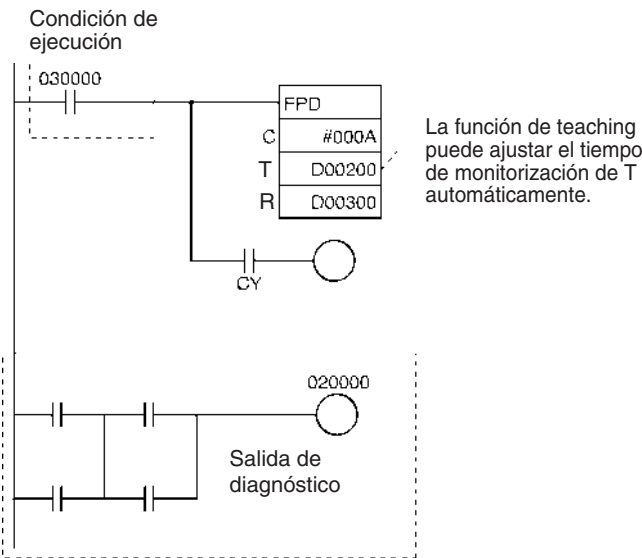 Condición de
ejecución
030000
FPD
C #000A
T D00200
R D00300
La función de teaching
puede ajustar el tiempo
de monitorización de T
automáticamente.
CY
020000
Salida de
diagnóstico